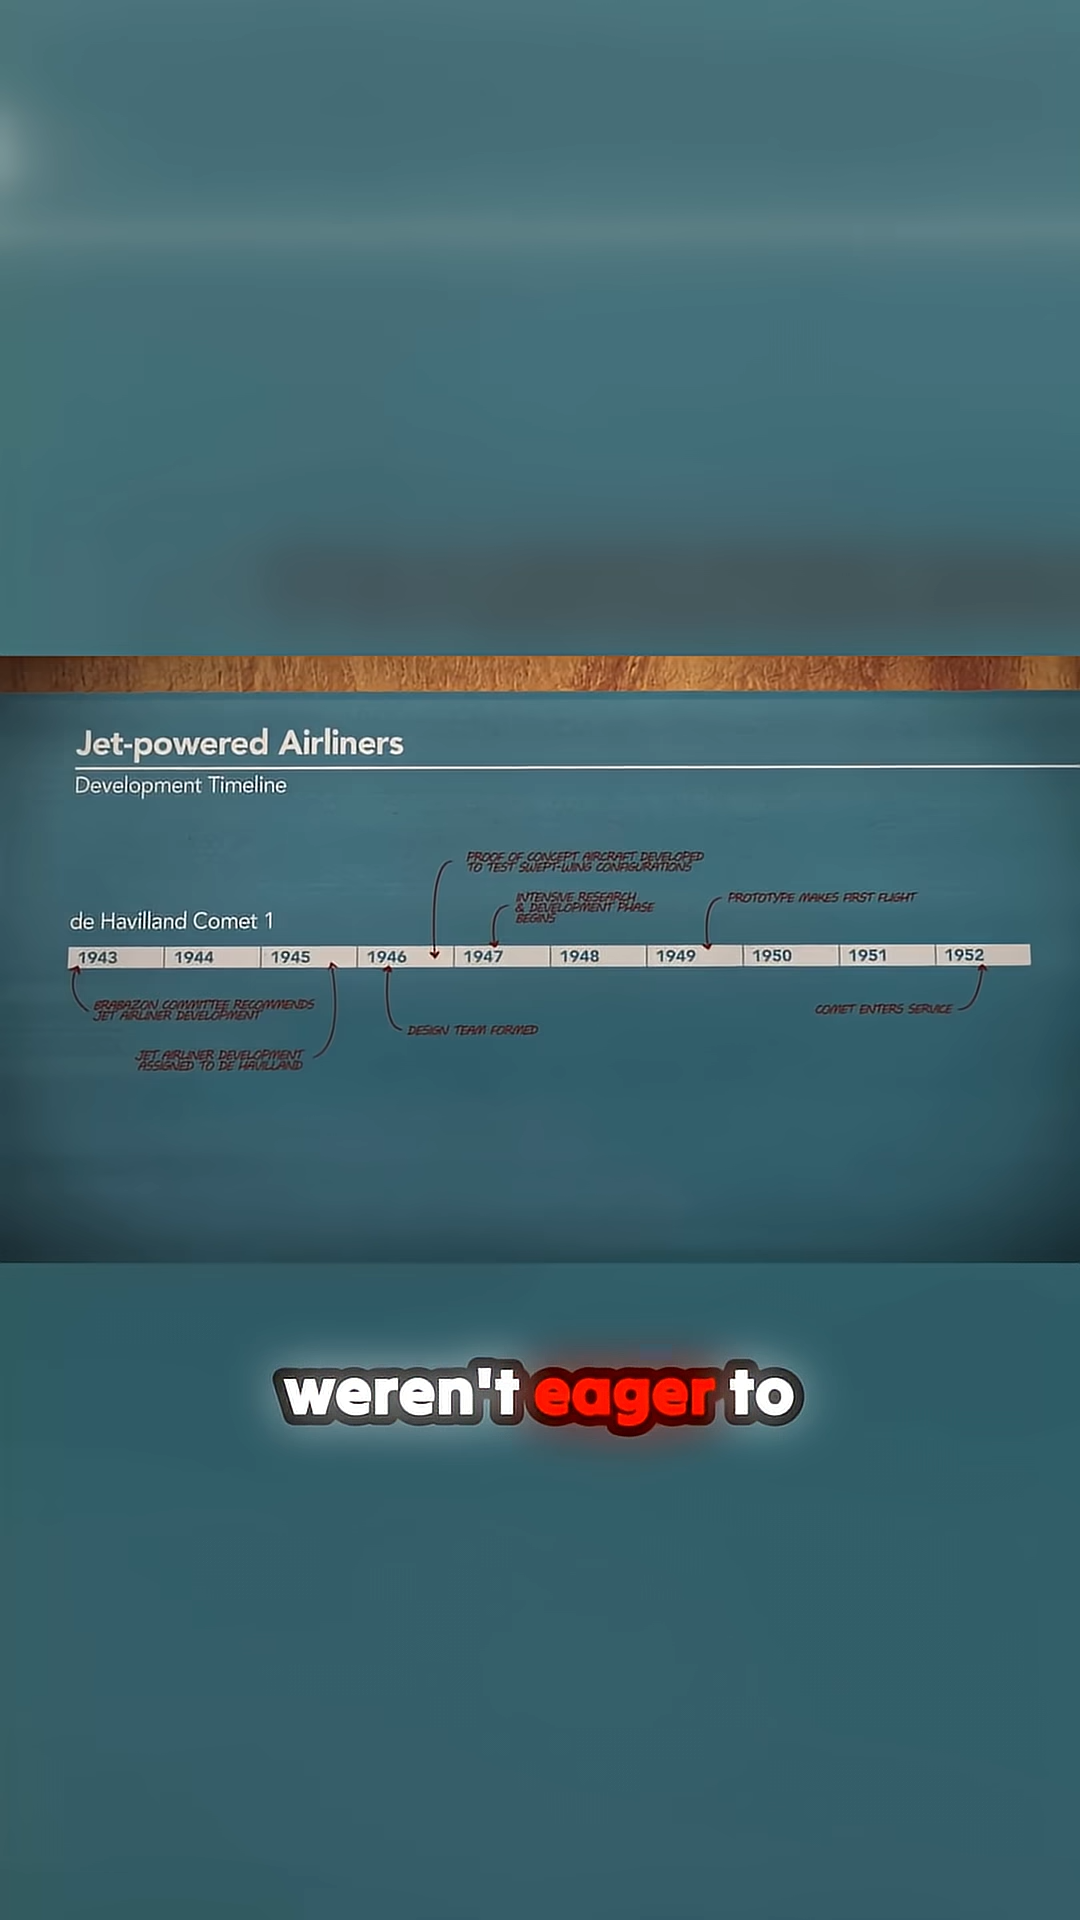 Jet-powered Airliners
Development Timeline
PROOF OF CONCEPT AIRCRAFT DEVELOPED
TO TEST SWEPT-WING CONFIGURATIONS
INTENSIVE RESEARCH
& DEVELOPMENT PHASE
BEGINS
PROTOTYPE MAKES FIRST FLIGHT
de Havilland Comet 1
1943 1944 1945 1946 1947 1948 1949 1950 1951 1952
BRABAZON COMMITTEE RECOMMENDS
JET AIRLINER DEVELOPMENT
COMET ENTERS SERVICE
DESIGN TEAM FORMED
JET AIRLINER DEVELOPMENT
ASSIGNED TO DE HAVILLAND
weren't eager to